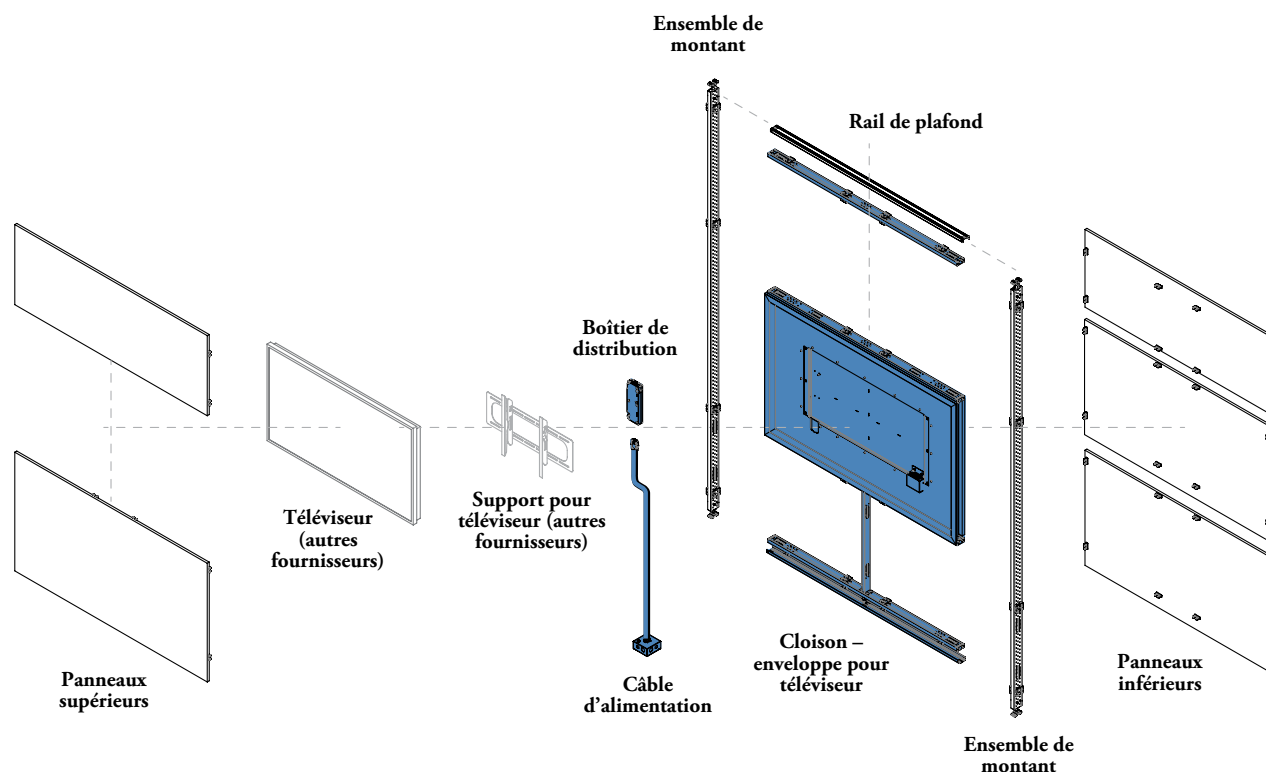 Ensemble de
montant
Rail de plafond
Boîtier de
distribution
Support pour
téléviseur (autres
fournisseurs)
Téléviseur
(autres
fournisseurs)
Cloison –
enveloppe pour
téléviseur
Panneaux
inférieurs
Panneaux
supérieurs
Câble
d'alimentation
Ensemble de
montant